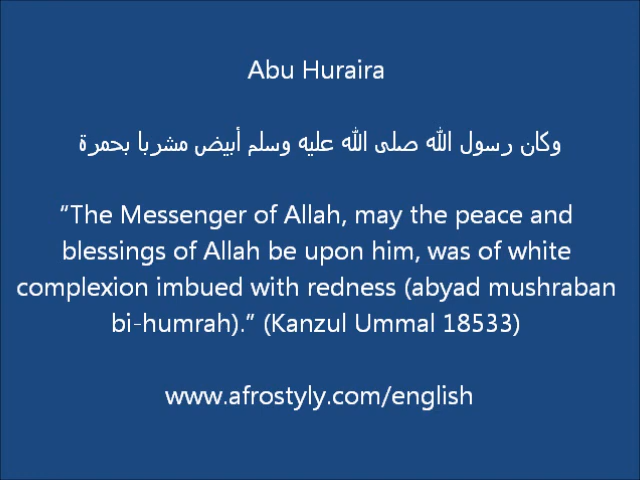 Abu Huraira
وكان رسول الله صلى الله عليه وسلم أبيض مشربا بحمرة
“The Messenger of Allah, may the peace and
blessings of Allah be upon him, was of white
complexion imbued with redness (abyad mushraban
bi-humrah).” (Kanzul Ummal 18533)
www.afrostyly.com/english